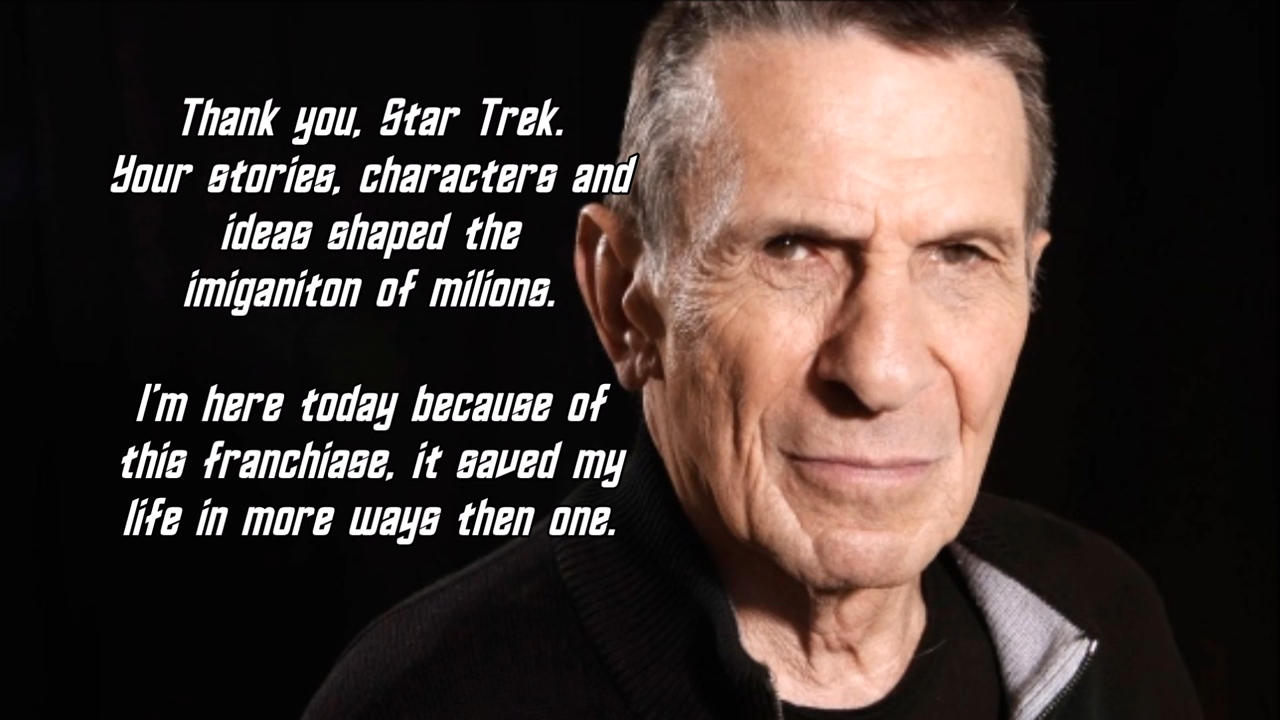 Thank you, Star Trek.
Your stories, characters and
ideas shaped the
imiganiton of milions.
I'm here today because of
this franchiase, it saved my
life in more ways then one.